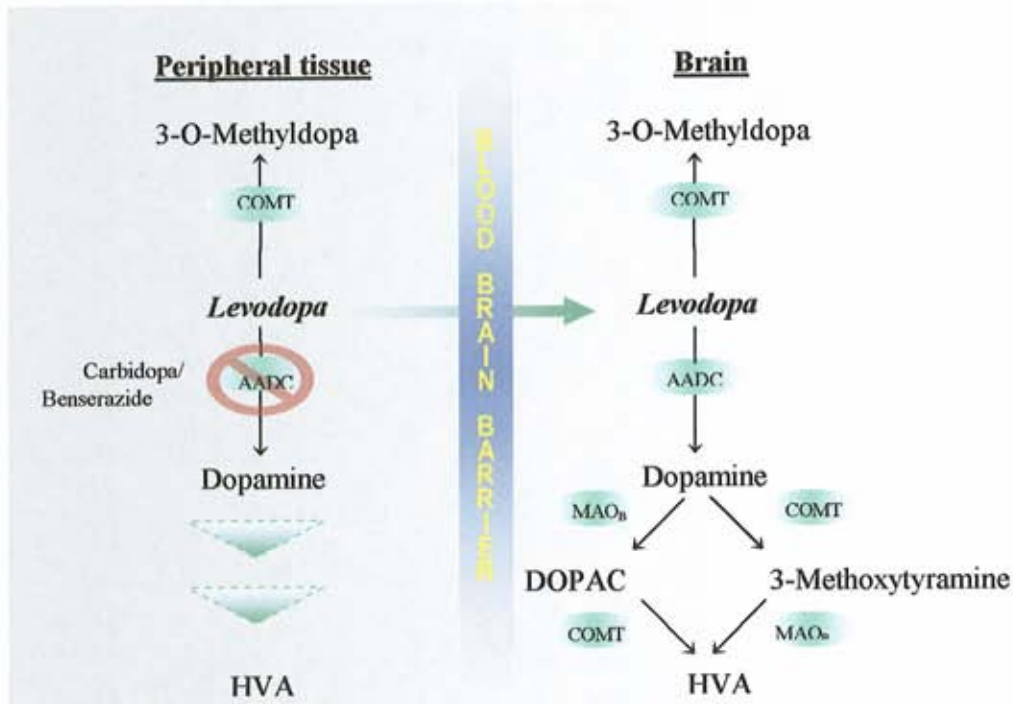 Peripheral tissue
3-O-Methyldopa
COMT
Levodopa
Carbidopa/
Benserazide
AADC
Dopamine
HVA
BLOOD BRAIN BARRIER
Brain
3-O-Methyldopa
COMT
Levodopa
AADC
Dopamine
MAOB
COMT
DOPAC
3-Methoxytyramine
COMT
MAOB
HVA